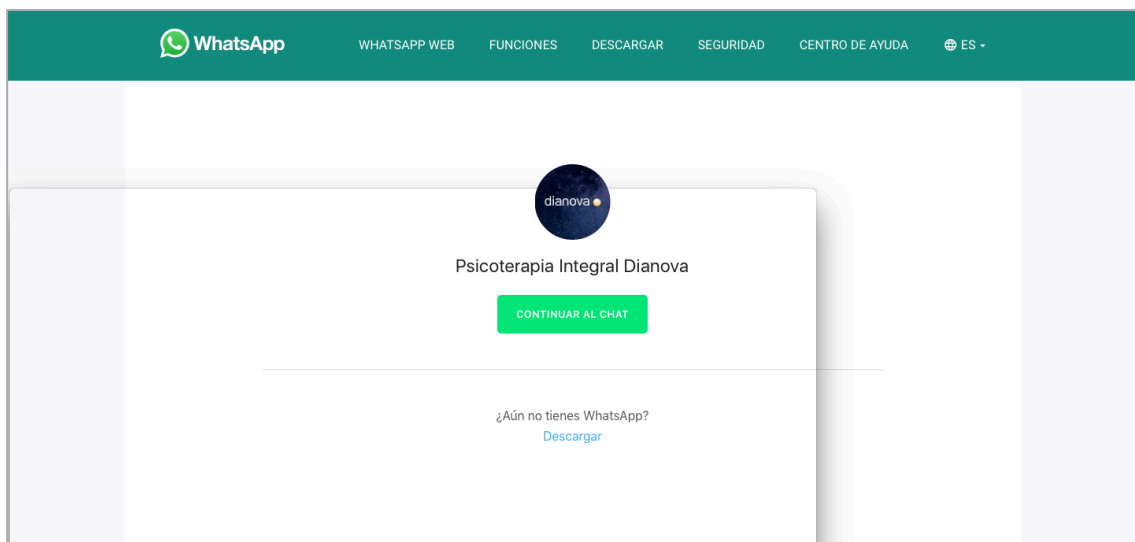 WhatsApp WHATSAPP WEB FUNCIONES DESCARGAR SEGURIDAD CENTRO DE AYUDA ES
dianova
Psicoterapia Integral Dianova
CONTINUAR AL CHAT
¿Aún no tienes WhatsApp?
Descargar